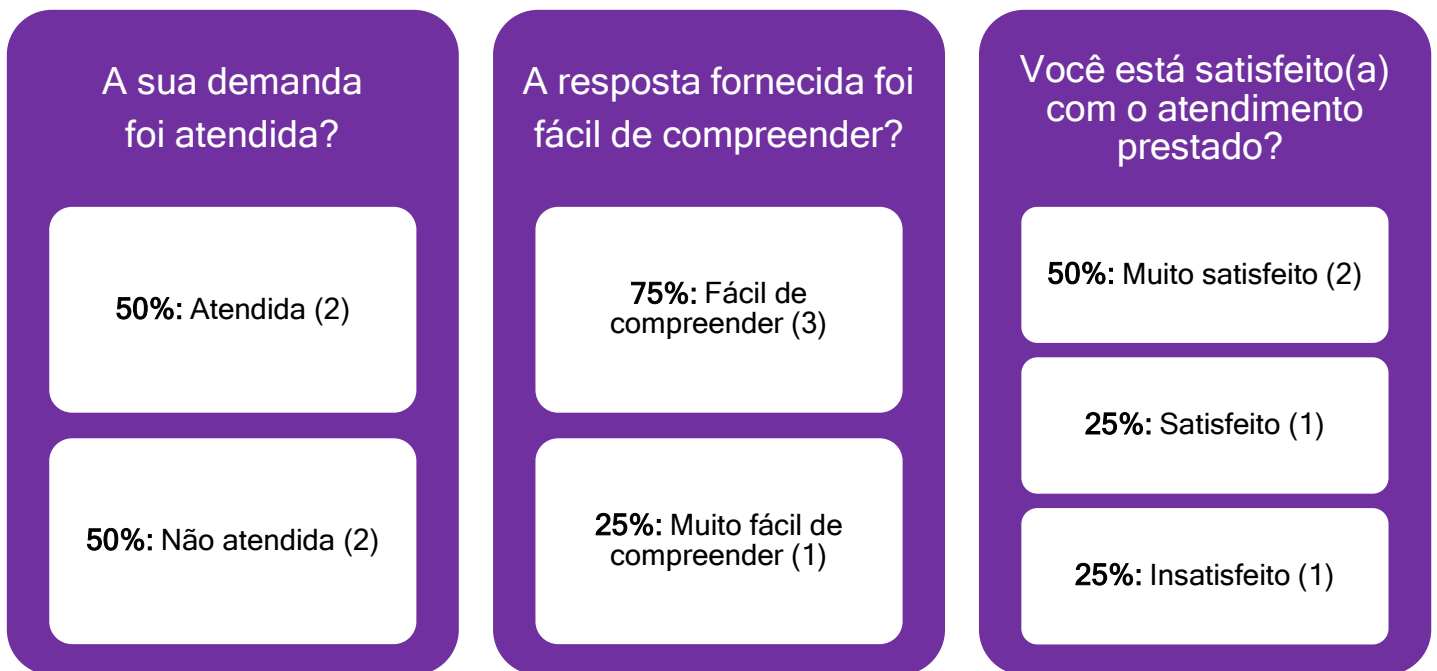 A sua demanda
foi atendida?
50%: Atendida (2)
50%: Não atendida (2)
A resposta fornecida foi
fácil de compreender?
75%: Fácil de
compreender (3)
25%: Muito fácil de
compreender (1)
Você está satisfeito(a)
com o atendimento
prestado?
50%: Muito satisfeito (2)
25%: Satisfeito (1)
25%: Insatisfeito (1)